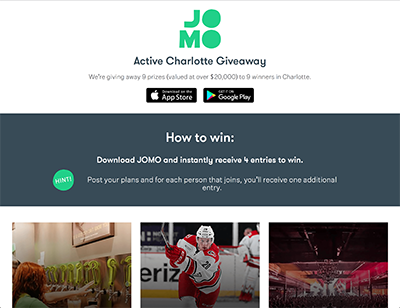 JO
MO
Active Charlotte Giveaway
We're giving away 9 prizes (valued at over $20,000) to 9 winners in Charlotte.
Download on the
App Store
GET IT ON
Google Play
How to win:
Download JOMO and instantly receive 4 entries to win.
HINT!
Post your plans and for each person that joins, you'll receive one additional
entry.
eriz